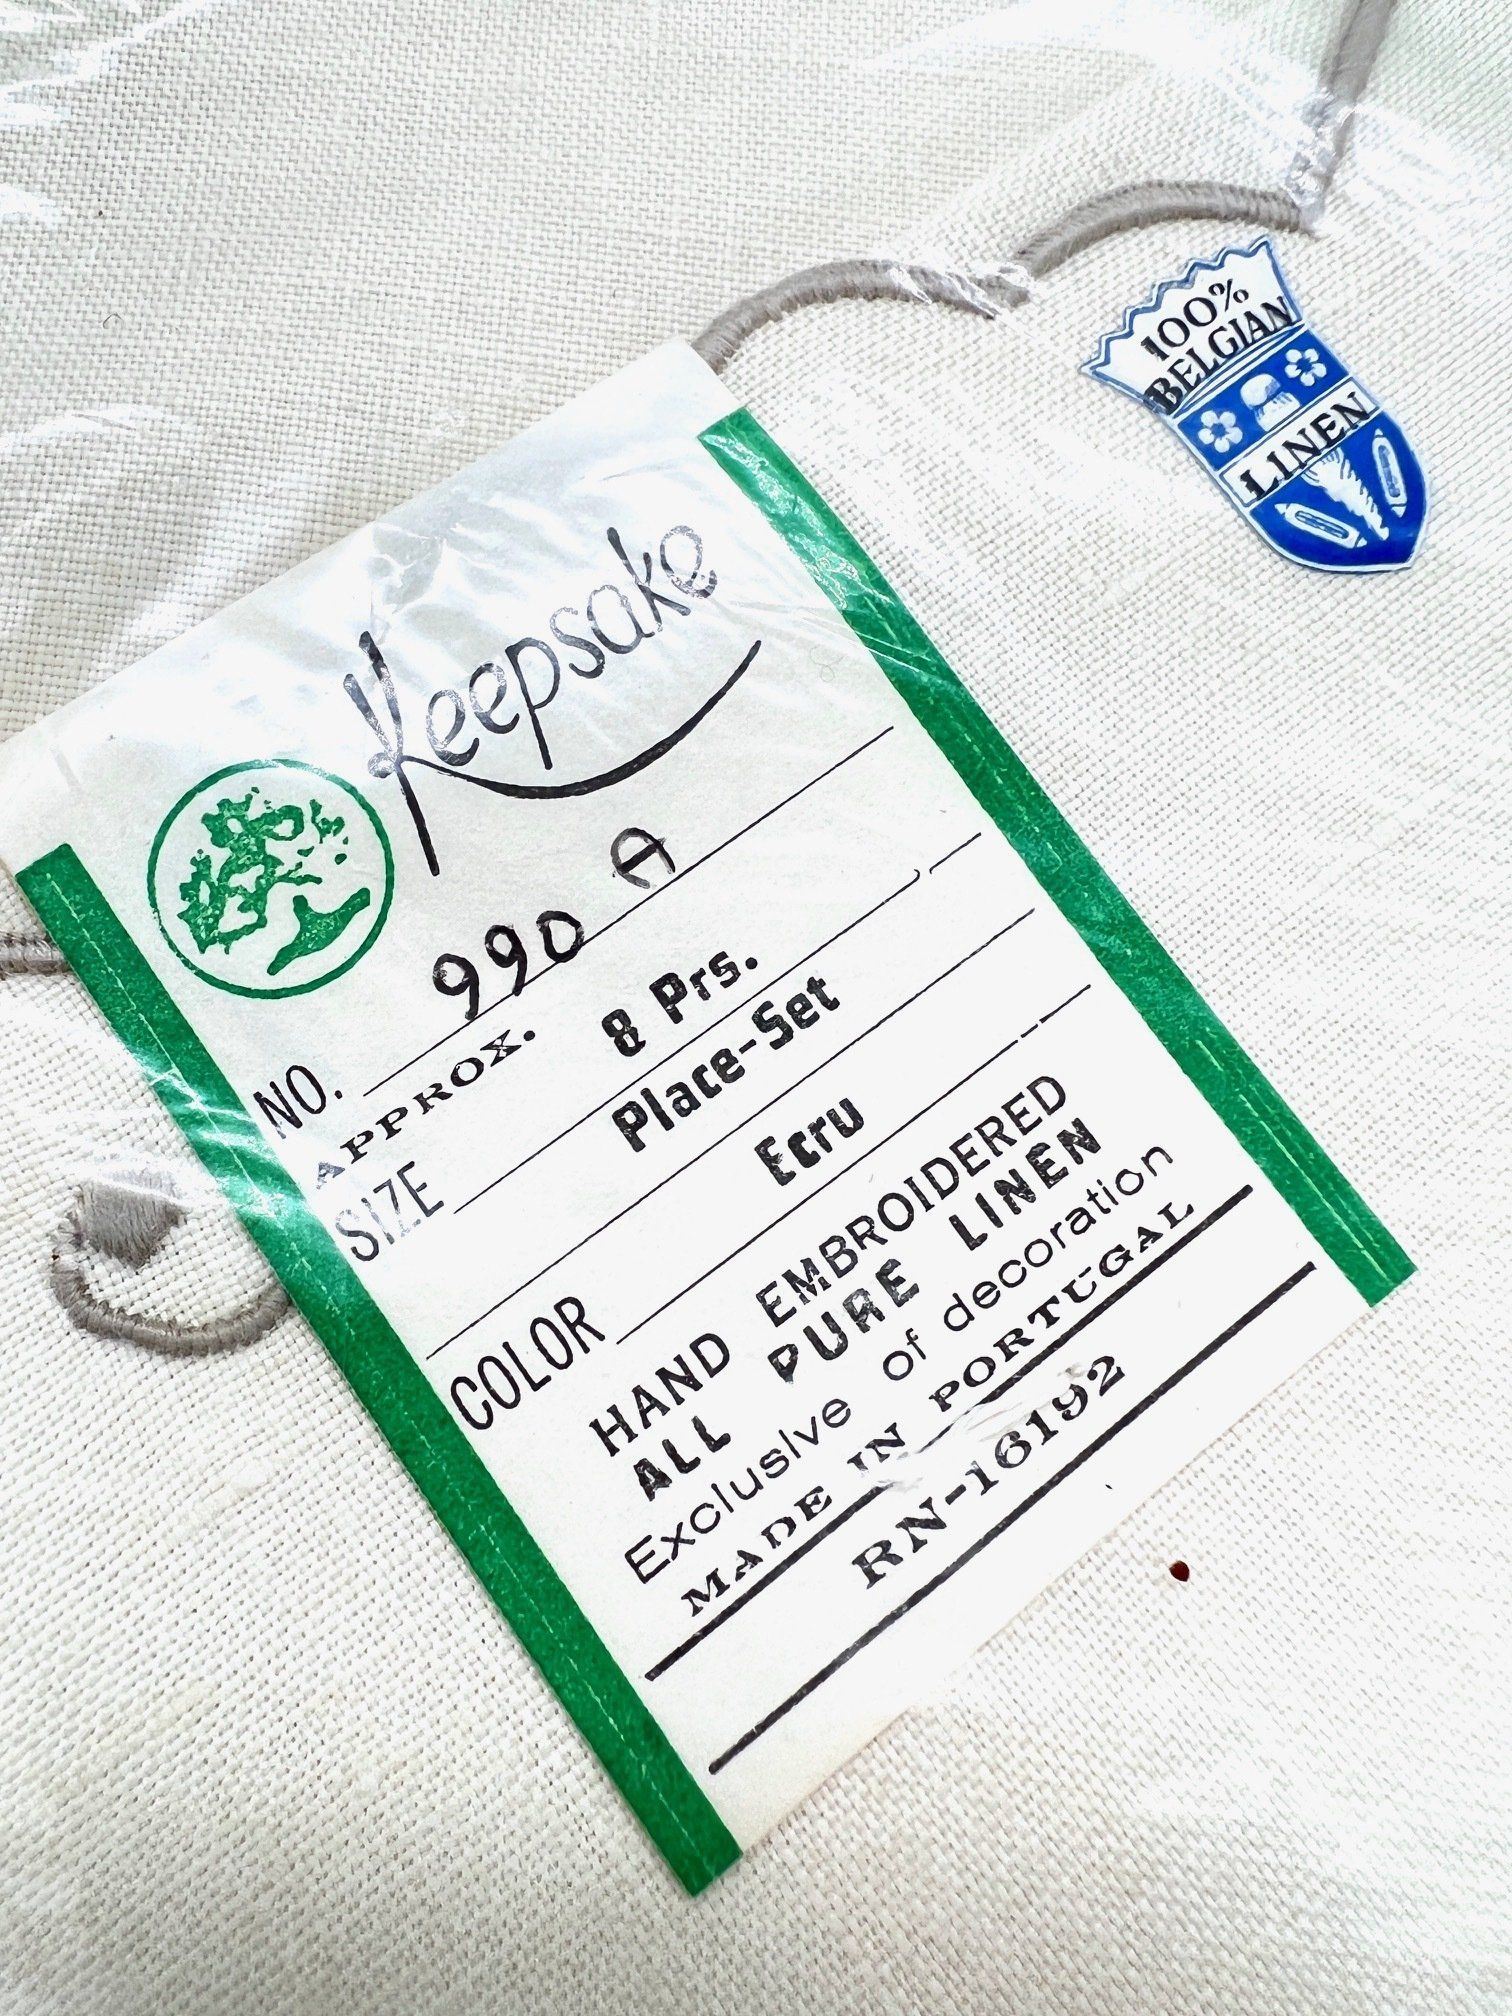 100%
BELGIAN
LINEN
Keepsake
NO. 990 A
APPROX. 8 Prs.
SIZE Place-Set
COLOR Ecru
HAND EMBROIDERED
ALL PURE LINEN
Exclusive of decoration
MADE IN PORTUGAL
RN-16192